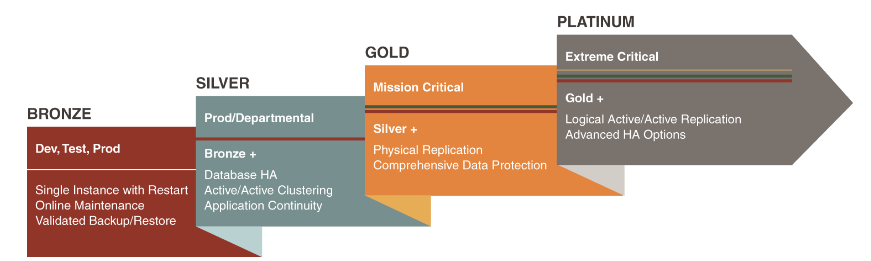 BRONZE
Dev, Test, Prod
Single Instance with Restart
Online Maintenance
Validated Backup/Restore
SILVER
Prod/Departmental
Bronze +
Database HA
Active/Active Clustering
Application Continuity
GOLD
Mission Critical
Silver +
Physical Replication
Comprehensive Data Protection
PLATINUM
Extreme Critical
Gold +
Logical Active/Active Replication
Advanced HA Options